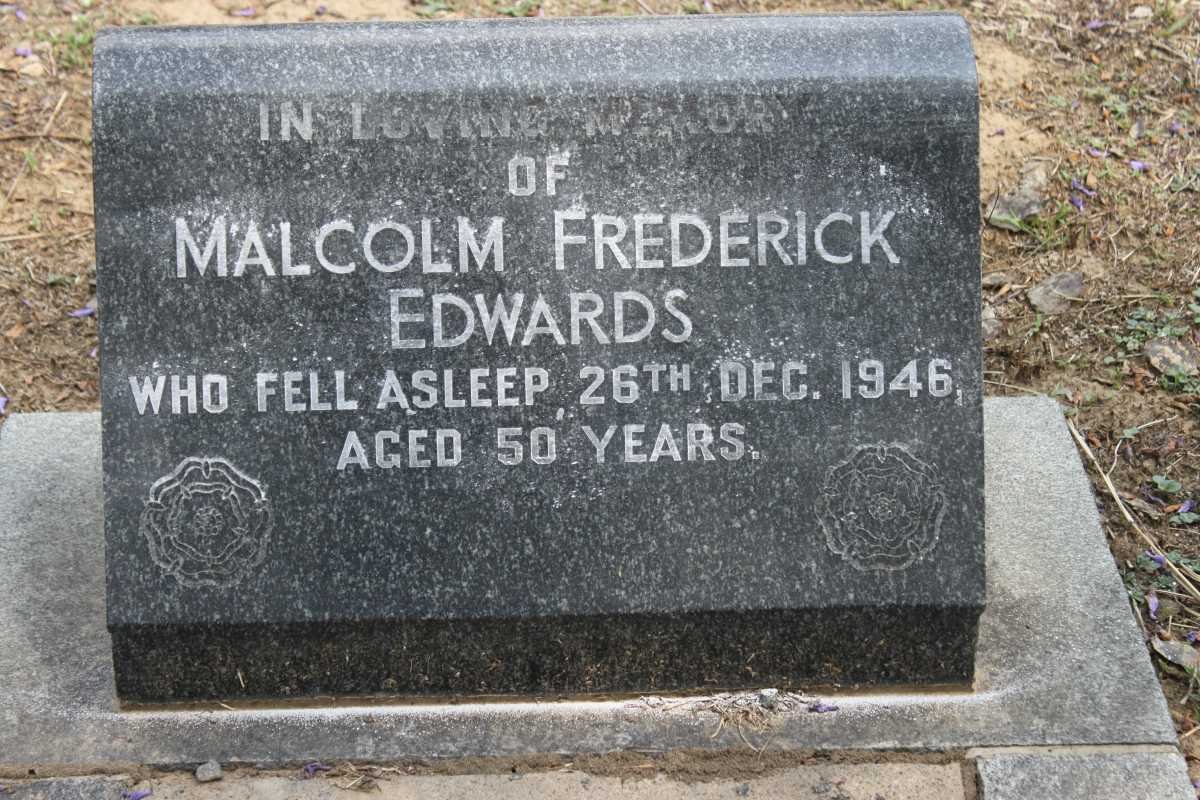 IN LOVING MEMORY
OF
MALCOLM FREDERICK
EDWARDS
WHO FELL ASLEEP, 26TH DEC. 1946,
AGED 50 YEARS.